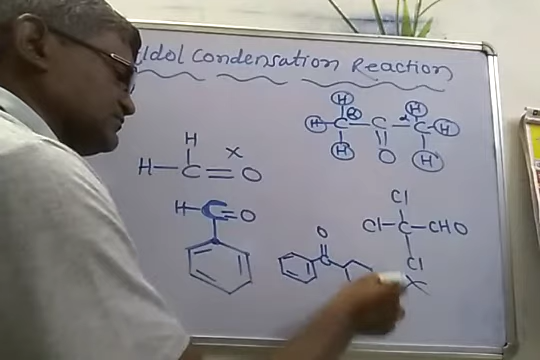 ldol Condensation Reaction
H H
H-C-C-C-H
H O H
H X
H-C=O
H-C=O
O
C
Cl
Cl-C-CHO
Cl
X